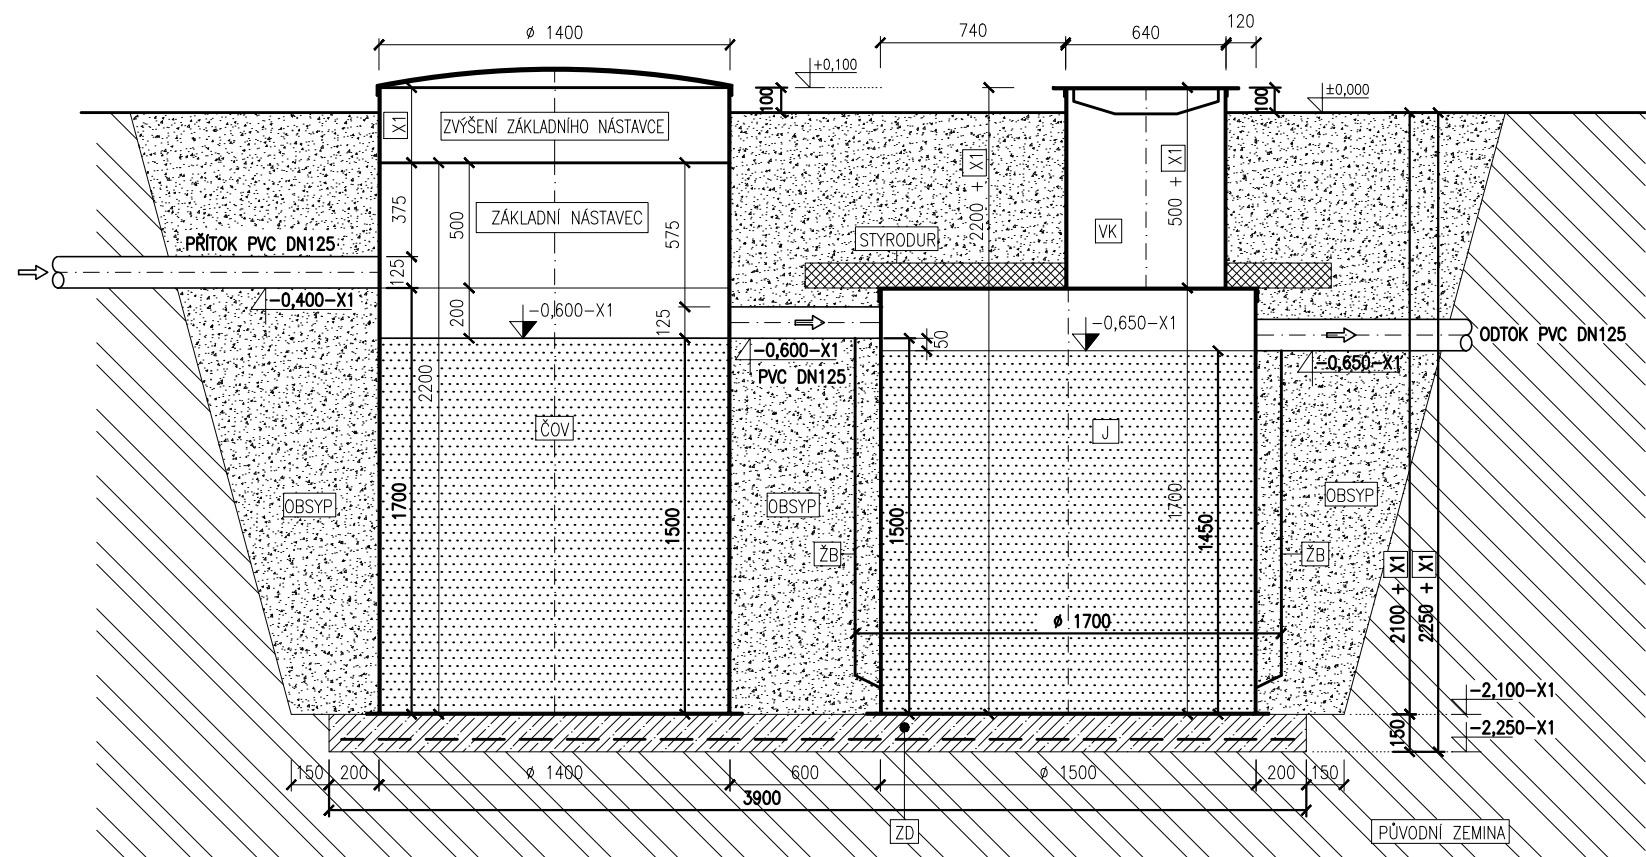 ø 1400
740
640
120
+0,100
±0,000
100
100
X1
ZVÝŠENÍ ZÁKLADNÍHO NÁSTAVCE
2200 + X1
500 + X1
375
500
575
ZÁKLADNÍ NÁSTAVEC
VK
PŘÍTOK PVC DN125
STYRODUR
125
-0,400-X1
200
-0,600-X1
125
-0,650-X1
50
ODTOK PVC DN125
-0,600-X1
PVC DN125
-0,650-X1
2200
ČOV
J
OBSYP
1700
1500
OBSYP
1500
1700
1450
OBSYP
ŽB
ŽB
2100 + X1
2250 + X1
ø 1700
-2,100-X1
150
-2,250-X1
150
200
ø 1400
600
ø 1500
200
150
3900
ZD
PŮVODNÍ ZEMINA